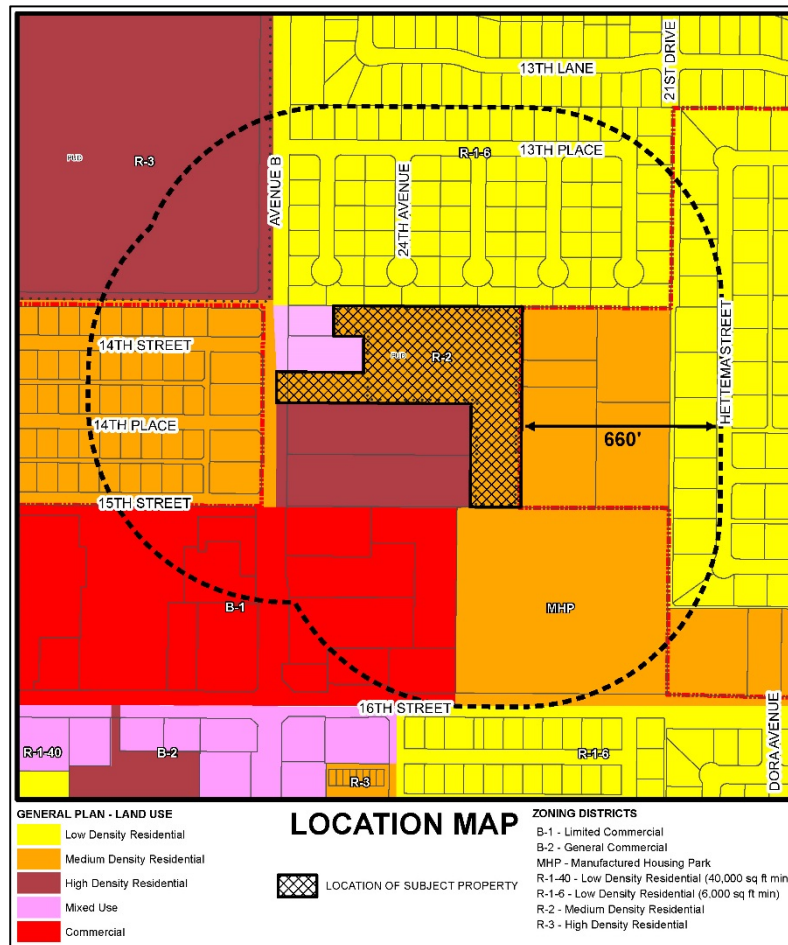 13TH LANE
21ST DRIVE
PUD
R-3
AVENUE B
R-1-6
13TH PLACE
24TH AVENUE
14TH STREET
PUD
R-2
HETTEMA STREET
14TH PLACE
660'
15TH STREET
B-1
MHP
16TH STREET
R-1-40
B-2
R-3
R-1-6
DORA AVENUE
GENERAL PLAN - LAND USE
Low Density Residential
Medium Density Residential
High Density Residential
Mixed Use
Commercial
LOCATION MAP
LOCATION OF SUBJECT PROPERTY
ZONING DISTRICTS
B-1 - Limited Commercial
B-2 - General Commercial
MHP - Manufactured Housing Park
R-1-40 - Low Density Residential (40,000 sq ft min)
R-1-6 - Low Density Residential (6,000 sq ft min)
R-2 - Medium Density Residential
R-3 - High Density Residential